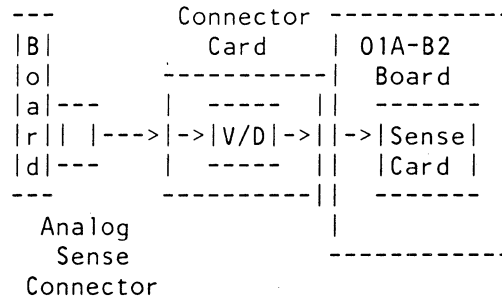 ---            Connector -------------
|B|              Card    | 01A-B2
|o|          -----------|   Board
|a|---       |   -----  ||   -------
|r|| |--->|->|V/D|->||->|Sense|
|d|---       |   -----  ||   |Card |
---          ----------||   -------
Analog                   |
Sense                    -------------
Connector